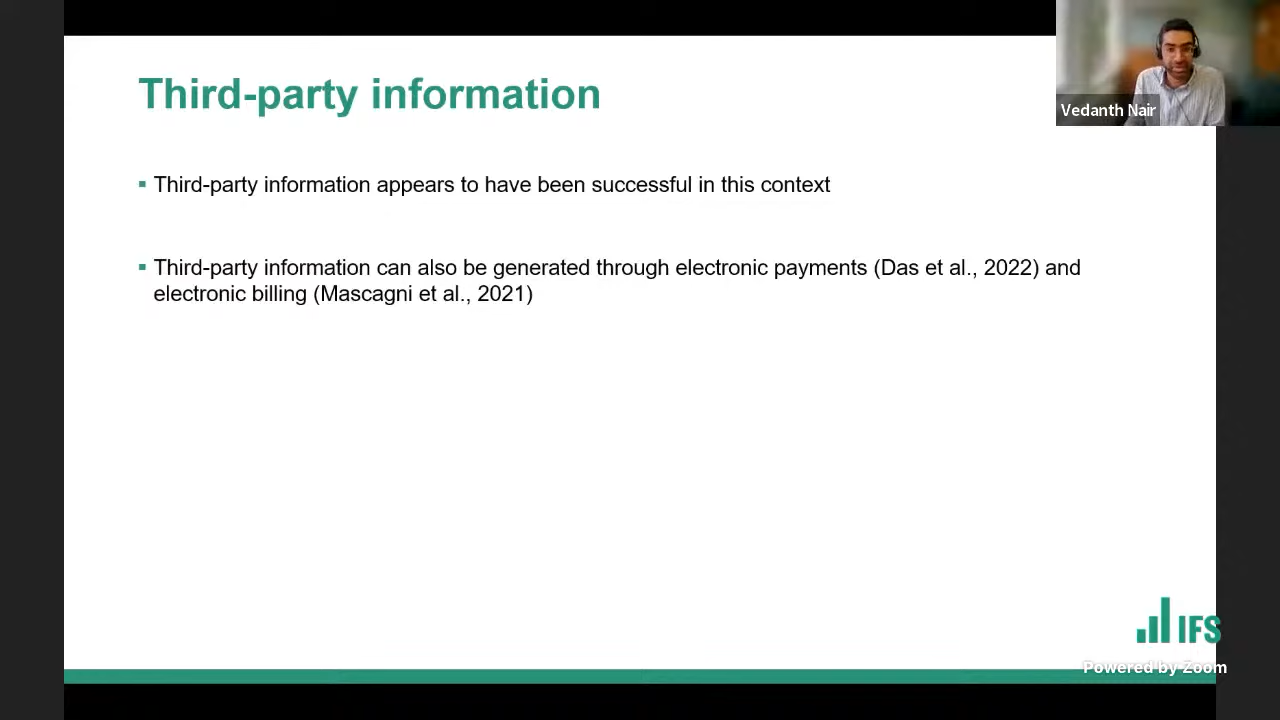 Third-party information
Vedanth Nair
Third-party information appears to have been successful in this context
Third-party information can also be generated through electronic payments (Das et al., 2022) and
electronic billing (Mascagni et al., 2021)
IFS
Powered by Zoom